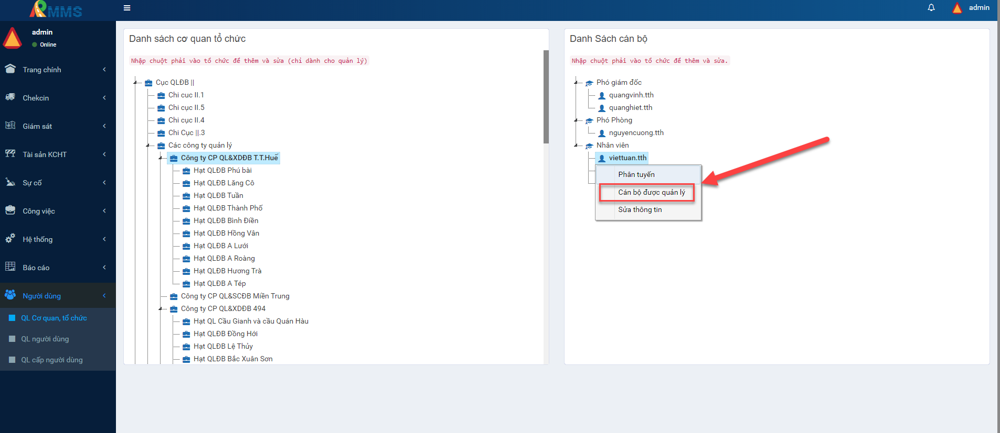 RMMS
admin
admin
Online
Trang chính
Chekcin
Giám sát
Tài sản KCHT
Sự cố
Công việc
Hệ thống
Báo cáo
Người dùng
QL Cơ quan, tổ chức
QL người dùng
QL cấp người dùng
Danh sách cơ quan tổ chức
Nhập chuột phải vào tổ chức để thêm và sửa (chỉ dành cho quản lý)
Cục QLĐB ||
Chi cuc II.1
Chi cục II.5
Chi cục II.4
Chi Cục ||.3
Các công ty quản lý
Công ty CP QL&XDĐB T.T.Huế
Hạt QLĐB Phú bài
Hạt QLĐB Lăng Cô
Hạt QLĐB Tuần
Hạt QLĐB Thành Phố
Hạt QLĐB Bình Điền
Hạt QLĐB Hồng Vân
Hạt QLĐB A Lưới
Hạt QLĐB A Roàng
Hạt QLĐB Hương Trà
Hạt QLĐB A Tép
Công ty CP QL&SCĐB Miền Trung
Công ty CP QL&XDĐB 494
Hạt QL Cầu Gianh và cầu Quán Hàu
Hạt QLĐB Đồng Hới
Hạt QLĐB Lệ Thủy
Hạt QLĐB Bắc Xuân Sơn
Danh Sách cán bộ
Nhập chuột phải vào tổ chức để thêm và sửa.
Phó giám đốc
quangvinh.tth
quanghiet.tth
Phó Phòng
nguyencuong.tth
Nhân viên
viettuan.tth
Phân tuyến
Cán bộ được quản lý
Sửa thông tin